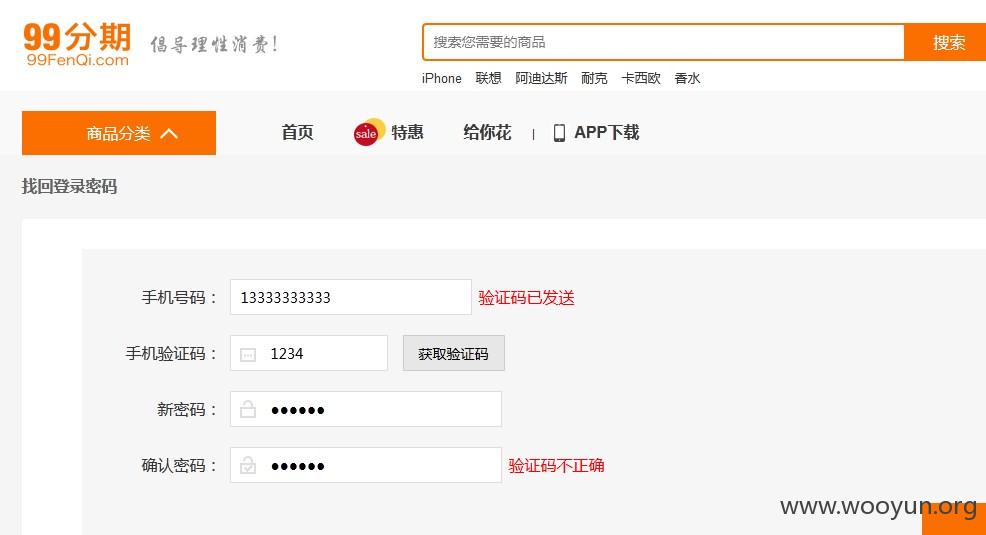 99分期
99FenQi.com
倡导理性消费!
搜索您需要的商品
搜索
iPhone 联想 阿迪达斯 耐克 卡西欧 香水
商品分类
首页
sale 特惠
给你花
APP下载
找回登录密码
手机号码: 13333333333 验证码已发送
手机验证码: 1234 获取验证码
新密码: ●●●●●●
确认密码: ●●●●●● 验证码不正确
www.wooyun.org